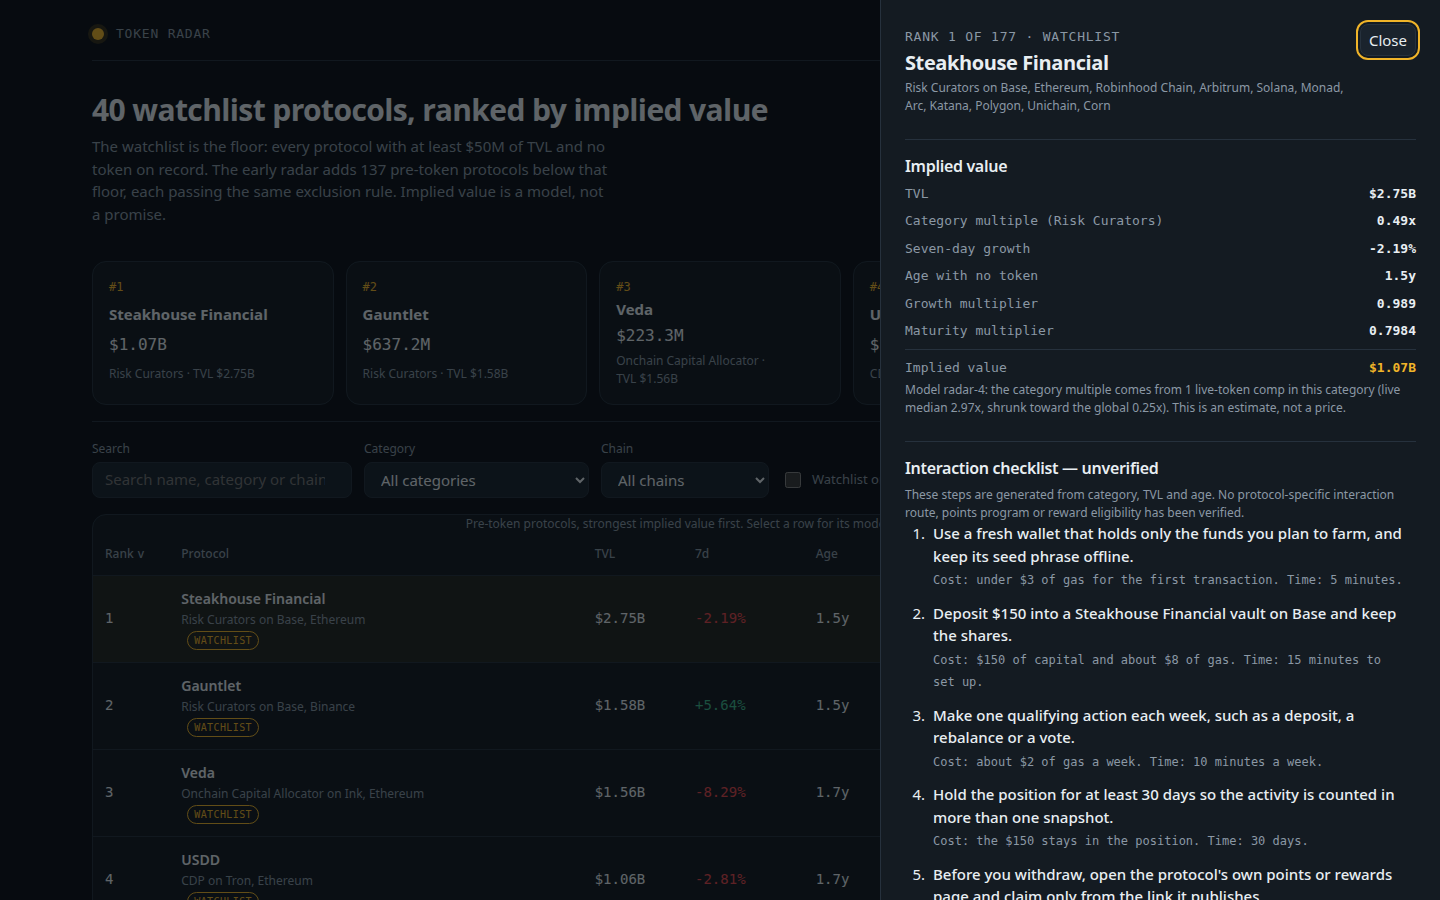 TOKEN RADAR
40 watchlist protocols, ranked by implied value
The watchlist is the floor: every protocol with at least $50M of TVL and no
token on record. The early radar adds 137 pre-token protocols below that
floor, each passing the same exclusion rule. Implied value is a model, not
a promise.
#1
Steakhouse Financial
$1.07B
Risk Curators · TVL $2.75B
#2
Gauntlet
$637.2M
Risk Curators · TVL $1.58B
#3
Veda
$223.3M
Onchain Capital Allocator ·
TVL $1.56B
Search
Category
Chain
Search name, category or chain
All categories
All chains
Watchlist o
Pre-token protocols, strongest implied value first. Select a row for its mod
Rank v
Protocol
TVL
7d
Age
1
Steakhouse Financial
Risk Curators on Base, Ethereum
WATCHLIST
$2.75B
-2.19%
1.5y
2
Gauntlet
Risk Curators on Base, Binance
WATCHLIST
$1.58B
+5.64%
1.5y
3
Veda
Onchain Capital Allocator on Ink, Ethereum
WATCHLIST
$1.56B
-8.29%
1.7y
4
USDD
CDP on Tron, Ethereum
WATCHLIST
$1.06B
-2.81%
1.7y
RANK 1 OF 177 · WATCHLIST
Close
Steakhouse Financial
Risk Curators on Base, Ethereum, Robinhood Chain, Arbitrum, Solana, Monad,
Arc, Katana, Polygon, Unichain, Corn
Implied value
TVL $2.75B
Category multiple (Risk Curators) 0.49x
Seven-day growth -2.19%
Age with no token 1.5y
Growth multiplier 0.989
Maturity multiplier 0.7984
Implied value $1.07B
Model radar-4: the category multiple comes from 1 live-token comp in this category (live
median 2.97x, shrunk toward the global 0.25x). This is an estimate, not a price.
Interaction checklist — unverified
These steps are generated from category, TVL and age. No protocol-specific interaction
route, points program or reward eligibility has been verified.
1. Use a fresh wallet that holds only the funds you plan to farm, and
keep its seed phrase offline.
Cost: under $3 of gas for the first transaction. Time: 5 minutes.
2. Deposit $150 into a Steakhouse Financial vault on Base and keep
the shares.
Cost: $150 of capital and about $8 of gas. Time: 15 minutes to
set up.
3. Make one qualifying action each week, such as a deposit, a
rebalance or a vote.
Cost: about $2 of gas a week. Time: 10 minutes a week.
4. Hold the position for at least 30 days so the activity is counted in
more than one snapshot.
Cost: the $150 stays in the position. Time: 30 days.
5. Before you withdraw, open the protocol's own points or rewards
page and claim only from the link it publishes.